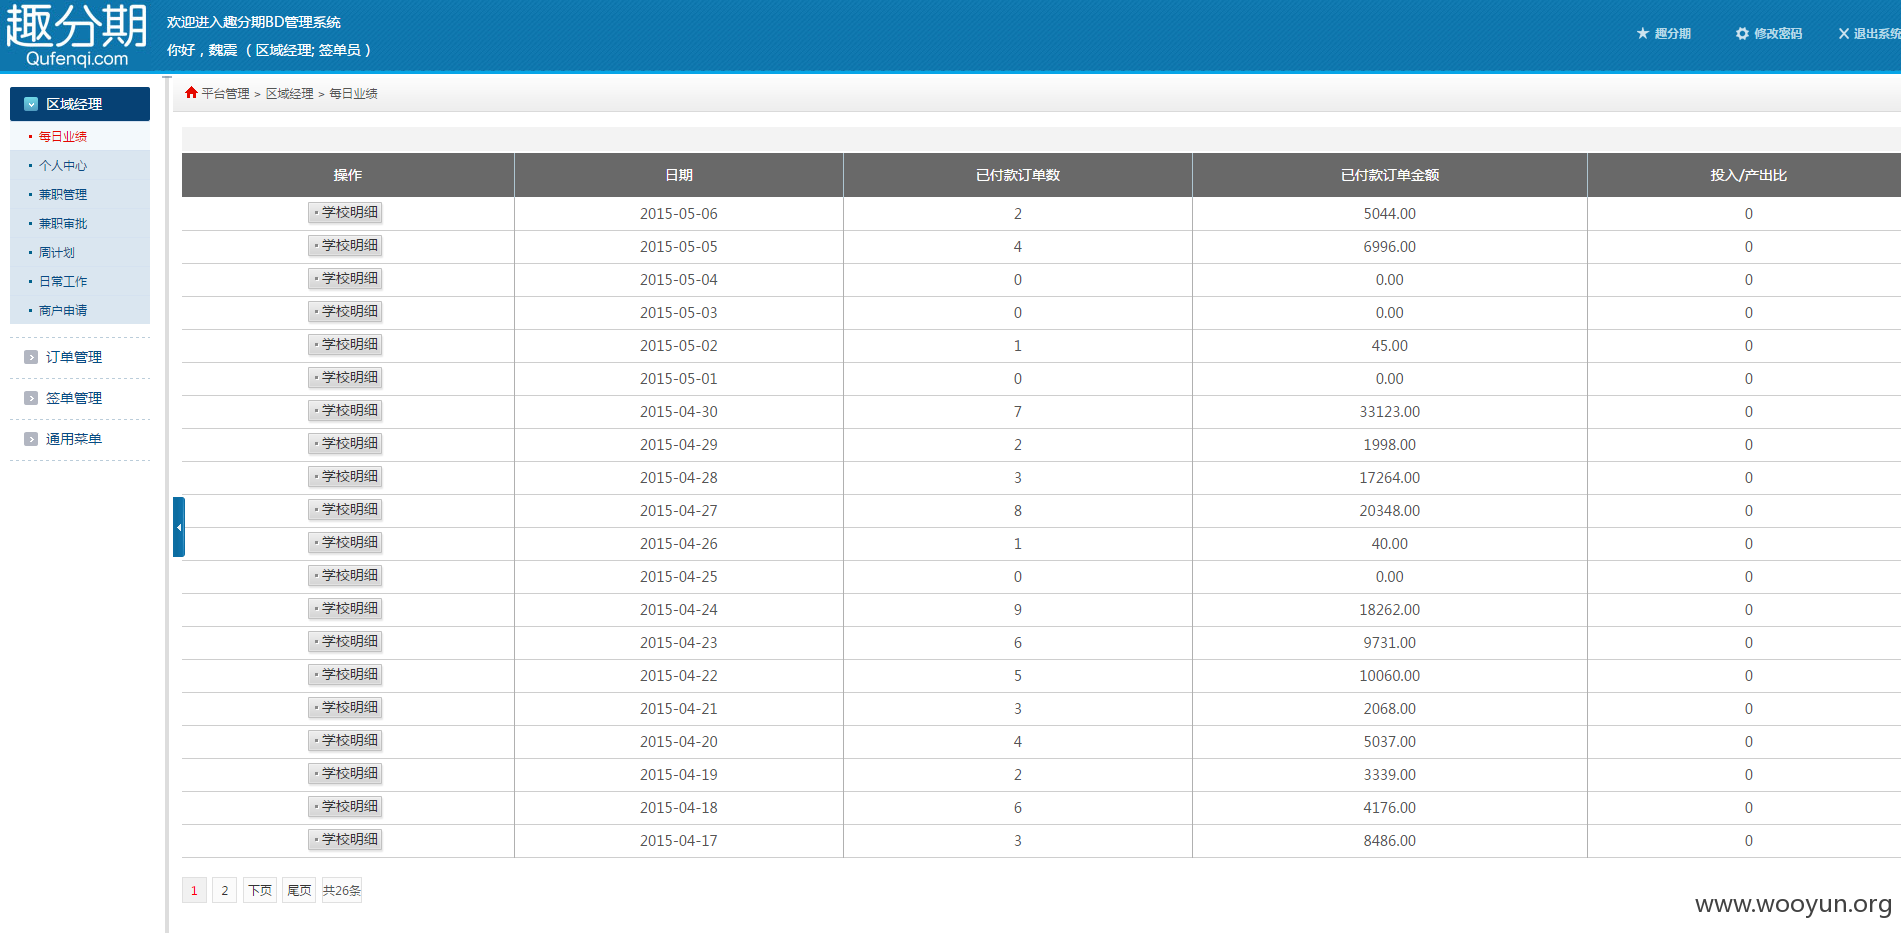 趣分期
Qufenqi.com
欢迎进入趣分期BD管理系统
你好，魏震 （ 区域经理; 签单员 ）
趣分期 修改密码 退出系统
区域经理
每日业绩
个人中心
兼职管理
兼职审批
周计划
日常工作
商户申请
订单管理
签单管理
通用菜单
平台管理 > 区域经理 > 每日业绩
操作 日期 已付款订单数 已付款订单金额 投入/产出比
学校明细 2015-05-06 2 5044.00 0
学校明细 2015-05-05 4 6996.00 0
学校明细 2015-05-04 0 0.00 0
学校明细 2015-05-03 0 0.00 0
学校明细 2015-05-02 1 45.00 0
学校明细 2015-05-01 0 0.00 0
学校明细 2015-04-30 7 33123.00 0
学校明细 2015-04-29 2 1998.00 0
学校明细 2015-04-28 3 17264.00 0
学校明细 2015-04-27 8 20348.00 0
学校明细 2015-04-26 1 40.00 0
学校明细 2015-04-25 0 0.00 0
学校明细 2015-04-24 9 18262.00 0
学校明细 2015-04-23 6 9731.00 0
学校明细 2015-04-22 5 10060.00 0
学校明细 2015-04-21 3 2068.00 0
学校明细 2015-04-20 4 5037.00 0
学校明细 2015-04-19 2 3339.00 0
学校明细 2015-04-18 6 4176.00 0
学校明细 2015-04-17 3 8486.00 0
1 2 下页 尾页 共26条
www.wooyun.org